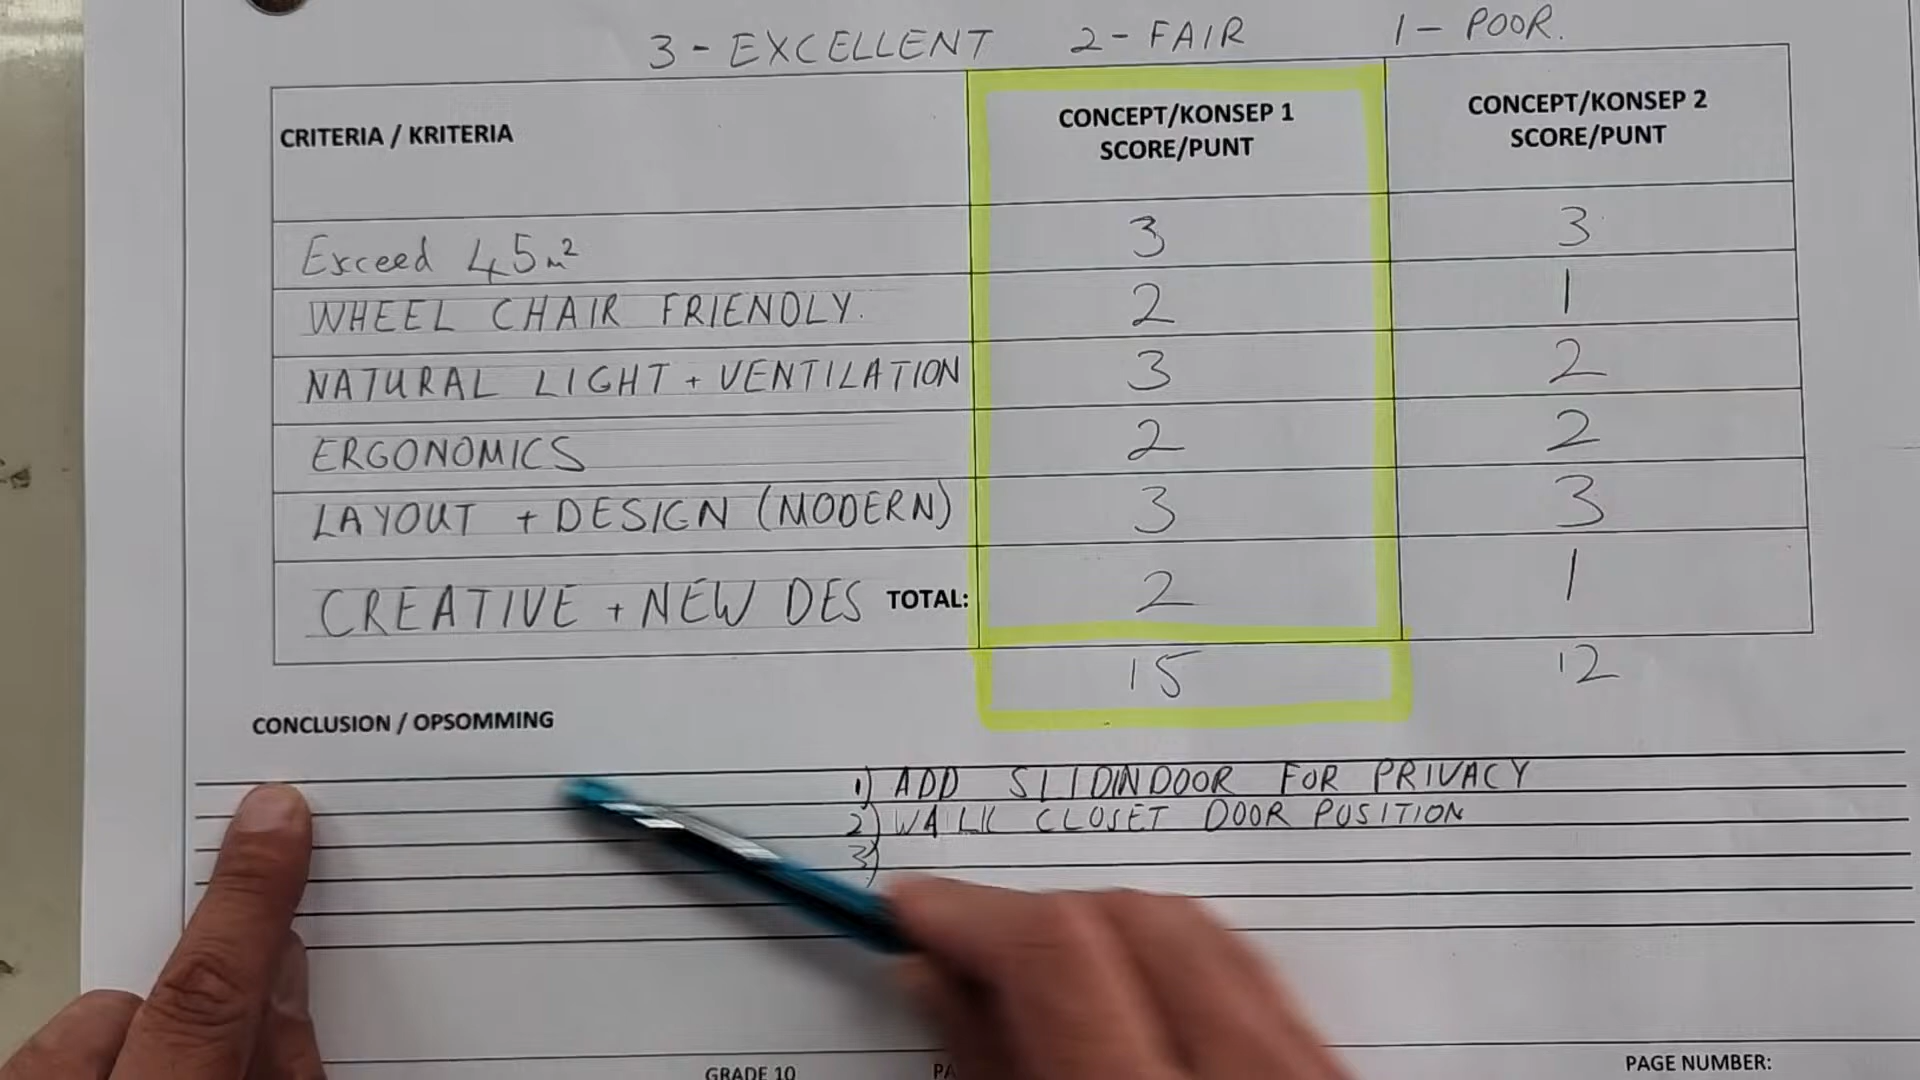 3 - EXCELLENT 2 - FAIR 1 - POOR.
CRITERIA / KRITERIA
CONCEPT/KONSEP 1
SCORE/PUNT
CONCEPT/KONSEP 2
SCORE/PUNT
Exceed 45m² 3 3
WHEEL CHAIR FRIENDLY. 2 1
NATURAL LIGHT + VENTILATION 3 2
ERGONOMICS 2 2
LAYOUT + DESIGN (MODERN) 3 3
CREATIVE + NEW DES TOTAL: 2 1
15 12
CONCLUSION / OPSOMMING
1) ADD SLIDINDOOR FOR PRIVACY
2) WALK CLOSET DOOR POSITION
3)
GRADE 10 PA
PAGE NUMBER: